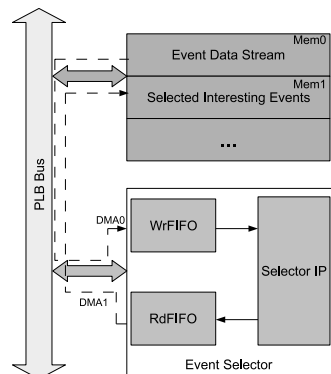 Mem0
Event Data Stream
Mem1
Selected Interesting Events
...
PLB Bus
DMA0
WrFIFO
Selector IP
DMA1
RdFIFO
Event Selector